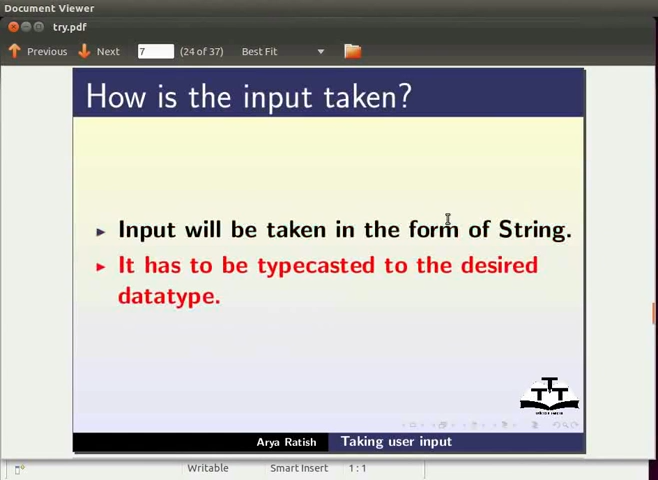 Document Viewer
try.pdf
Previous Next 7 (24 of 37) Best Fit
How is the input taken?
Input will be taken in the form of String.
It has to be typecasted to the desired
datatype.
Arya Ratish Taking user input
Writable Smart Insert 1 : 1